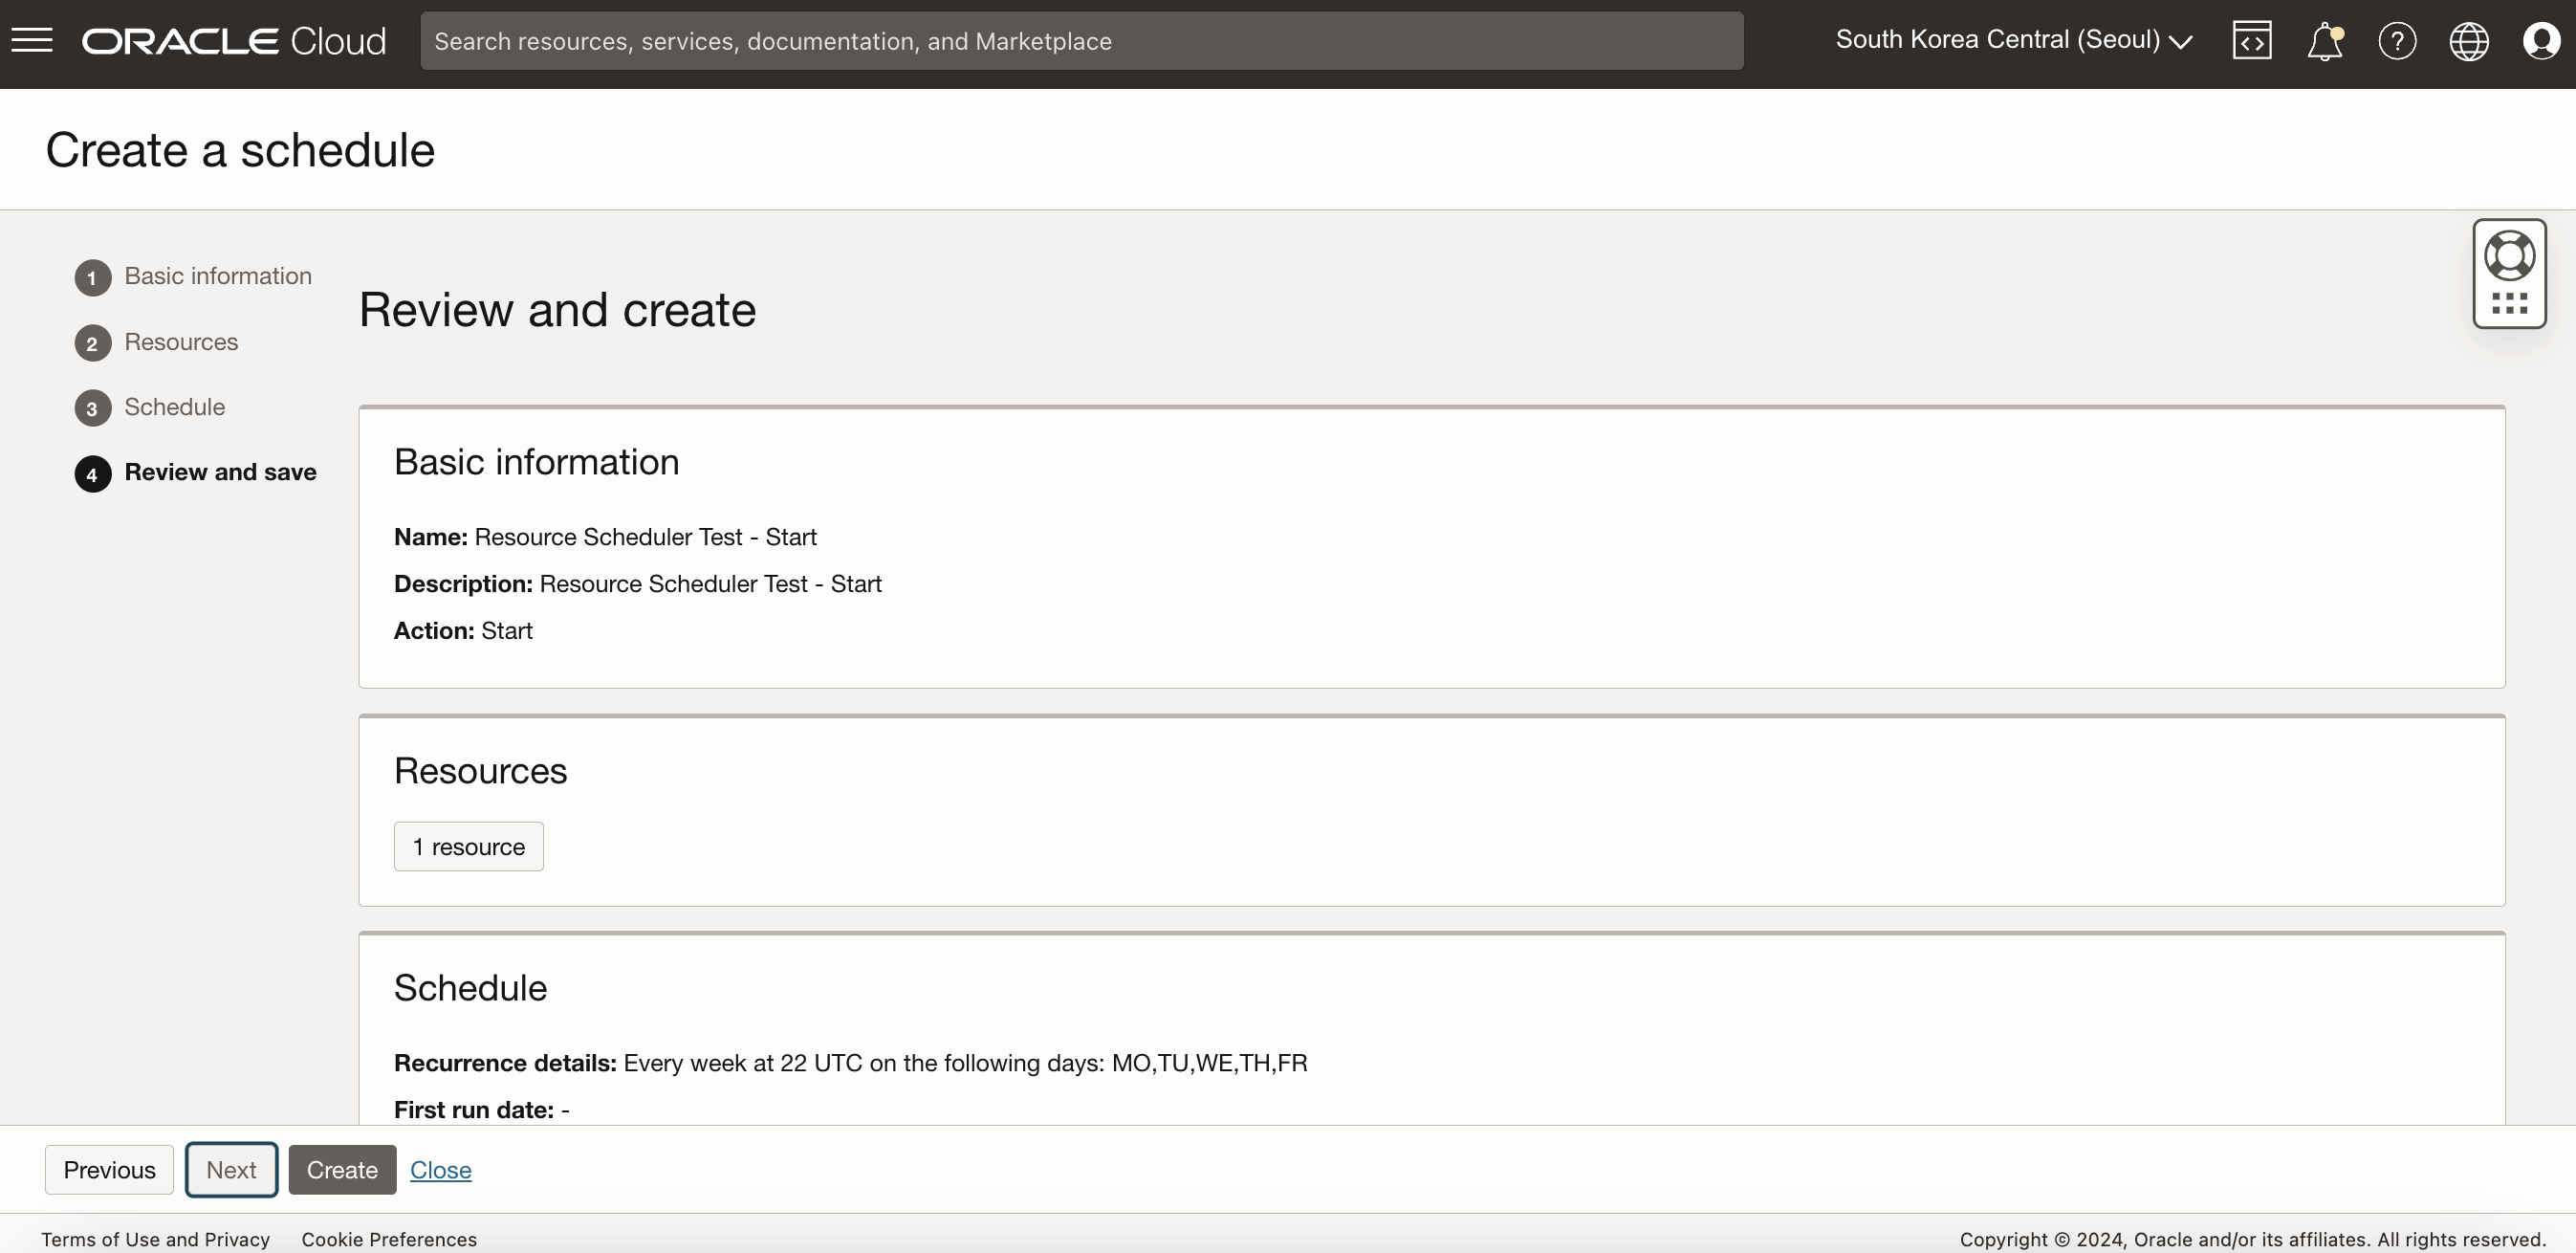 ORACLE Cloud
Search resources, services, documentation, and Marketplace
South Korea Central (Seoul)
Create a schedule
1 Basic information
2 Resources
3 Schedule
4 Review and save
Review and create
Basic information
Name: Resource Scheduler Test - Start
Description: Resource Scheduler Test - Start
Action: Start
Resources
1 resource
Schedule
Recurrence details: Every week at 22 UTC on the following days: MO,TU,WE,TH,FR
First run date: -
Previous Next Create Close
Terms of Use and Privacy Cookie Preferences
Copyright © 2024, Oracle and/or its affiliates. All rights reserved.